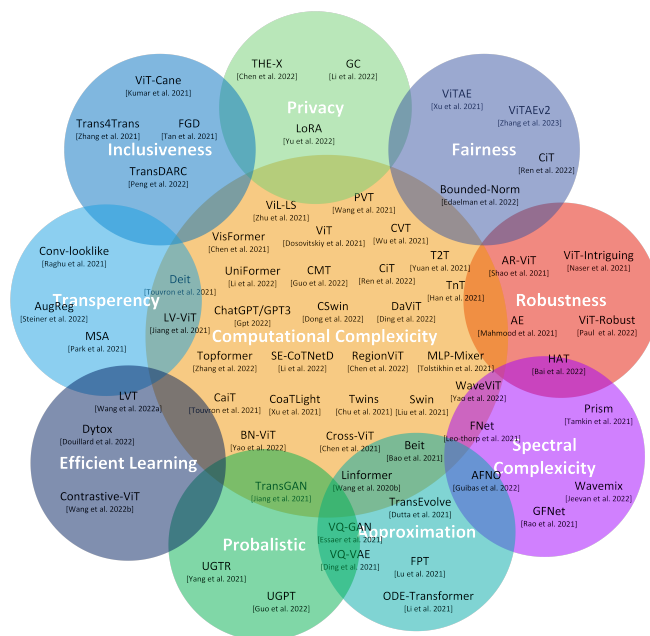 THE-X
[Chen et al. 2022]
GC
[Li et al. 2022]
Privacy
LoRA
[Yu et al. 2022]
ViT-Cane
[Kumar et al. 2021]
Trans4Trans
[Zhang et al. 2021]
FGD
[Tan et al. 2021]
Inclusiveness
TransDARC
[Peng et al. 2022]
ViTAE
[Xu et al. 2021]
ViTAEv2
[Zhang et al. 2023]
Fairness
CiT
[Ren et al. 2022]
Bounded-Norm
[Edaelman et al. 2022]
Conv-looklike
[Raghu et al. 2021]
Deit
[Touvron et al. 2021]
Transperency
AugReg
[Steiner et al. 2022]
LV-ViT
[Jiang et al. 2021]
MSA
[Park et al. 2021]
AR-ViT
[Shao et al. 2021]
ViT-Intriguing
[Naser et al. 2021]
Robustness
AE
[Mahmood et al. 2021]
ViT-Robust
[Paul et al. 2022]
HAT
[Bai et al. 2022]
ViL-LS
[Zhu et al. 2021]
PVT
[Wang et al. 2021]
VisFormer
[Chen et al. 2021]
ViT
[Dosovitskiy et al. 2021]
CVT
[Wu et al. 2021]
T2T
[Yuan et al. 2021]
UniFormer
[Li et al. 2022]
CMT
[Guo et al. 2022]
CiT
[Ren et al. 2022]
TnT
[Han et al. 2021]
ChatGPT/GPT3
[Gpt 2022]
CSwin
[Dong et al. 2022]
DaViT
[Ding et al. 2022]
Computational Complexity
Topformer
[Zhang et al. 2022]
SE-CoTNetD
[Li et al. 2022]
RegionViT
[Chen et al. 2022]
MLP-Mixer
[Tolstikhin et al. 2021]
WaveViT
[Yao et al. 2022]
CaiT
[Touvron et al. 2021]
CoaTLight
[Xu et al. 2021]
Twins
[Chu et al. 2021]
Swin
[Liu et al. 2021]
BN-ViT
[Yao et al. 2022]
Cross-ViT
[Chen et al. 2021]
Beit
[Bao et al. 2021]
FNet
[Leo-thorp et al. 2021]
Prism
[Tamkin et al. 2021]
Spectral
Complexity
AFNO
[Guibas et al. 2022]
Wavemix
[Jeevan et al. 2022]
GFNet
[Rao et al. 2021]
LVT
[Wang et al. 2022a]
Dytox
[Douillard et al. 2022]
Efficient Learning
Contrastive-ViT
[Wang et al. 2022b]
TransGAN
[Jiang et al. 2021]
Linformer
[Wang et al. 2020b]
TransEvolve
[Dutta et al. 2021]
VQ-GAN
[Essaer et al. 2021]
Approximation
Probalistic
VQ-VAE
[Ding et al. 2021]
UGTR
[Yang et al. 2021]
FPT
[Lu et al. 2021]
UGPT
[Guo et al. 2022]
ODE-Transformer
[Li et al. 2021]